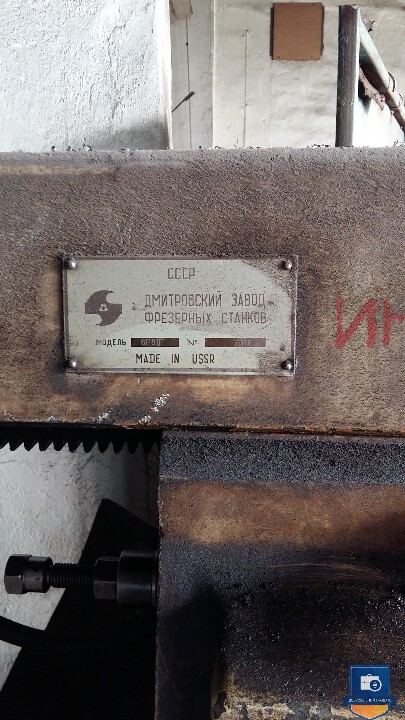 СССР
ДМИТРОВСКИЙ ЗАВОД
ФРЕЗЕРНЫХ СТАНКОВ
МОДЕЛЬ №
MADE IN USSR
ИН